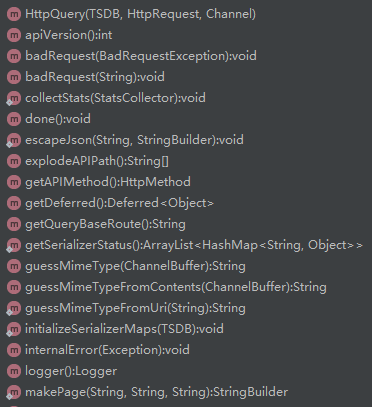 HttpQuery(TSDB, HttpRequest, Channel)
apiVersion():int
badRequest(BadRequestException):void
badRequest(String):void
collectStats(StatsCollector):void
done():void
escapeJson(String, StringBuilder):void
explodeAPIPath():String[]
getAPIMethod():HttpMethod
getDeferred():Deferred<Object>
getQueryBaseRoute():String
getSerializerStatus():ArrayList<HashMap<String, Object>>
guessMimeType(ChannelBuffer):String
guessMimeTypeFromContents(ChannelBuffer):String
guessMimeTypeFromUri(String):String
initializeSerializerMaps(TSDB):void
internalError(Exception):void
logger():Logger
makePage(String, String, String):StringBuilder